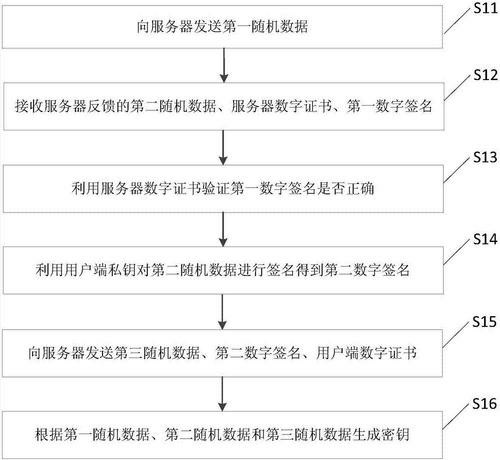 S11
向服务器发送第一随机数据
S12
接收服务器反馈的第二随机数据、服务器数字证书、第一数字签名
S13
利用服务器数字证书验证第一数字签名是否正确
S14
利用用户端私钥对第二随机数据进行签名得到第二数字签名
S15
向服务器发送第三随机数据、第二数字签名、用户端数字证书
S16
根据第一随机数据、第二随机数据和第三随机数据生成密钥